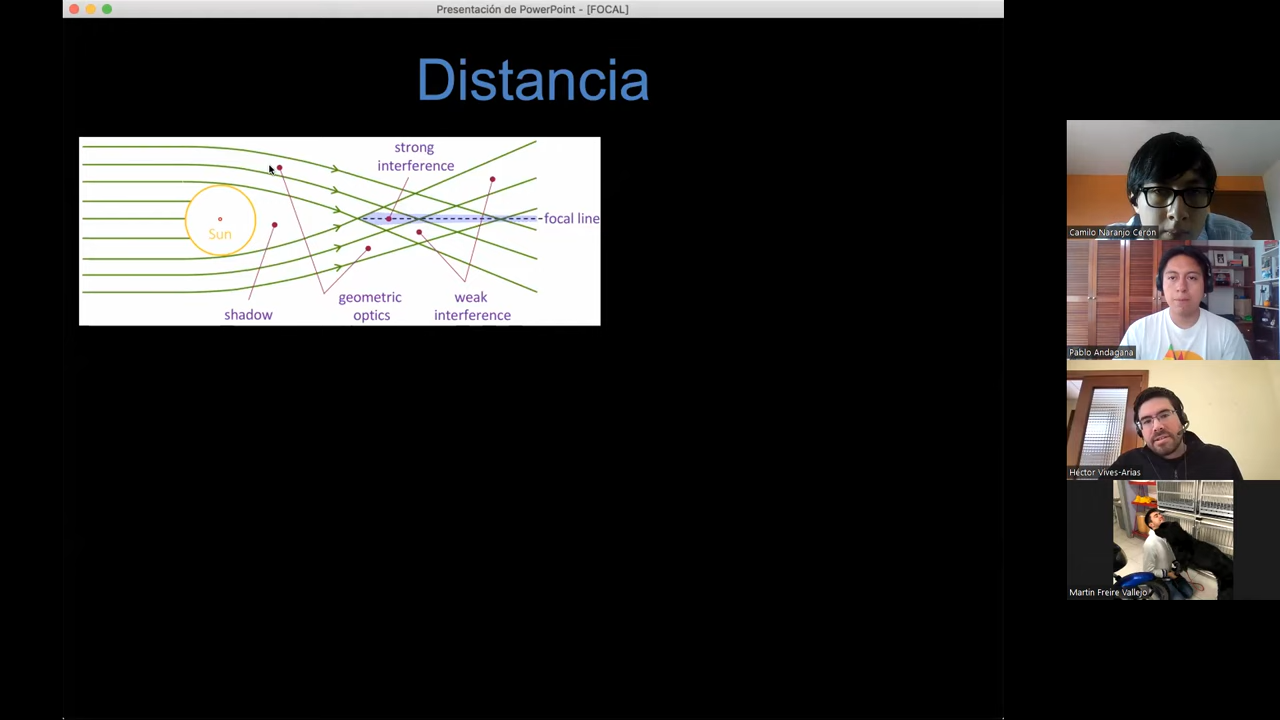 Presentación de PowerPoint - [FOCAL]
Distancia
strong
interference
focal line
Sun
shadow
geometric
optics
weak
interference
Camilo Naranjo Cerón
Pablo Andagana
Héctor Vives-Arias
Martin Freire Vallejo